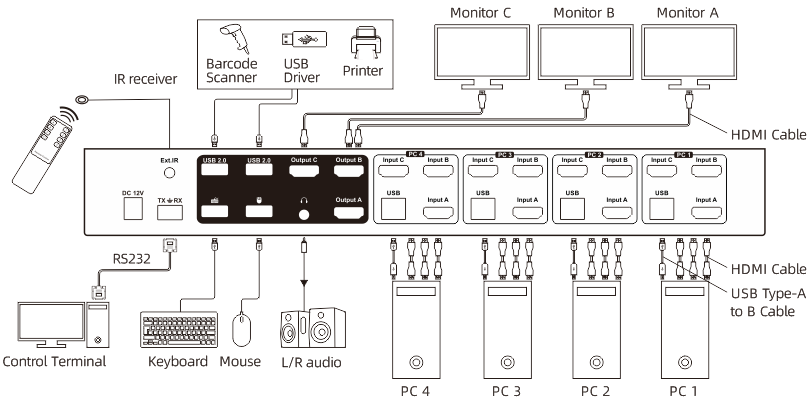 Monitor C
Monitor B
Monitor A
Barcode
Scanner
USB
Driver
Printer
IR receiver
HDMI Cable
Ext.IR
USB 2.0
USB 2.0
Output C
Output B
PC 4
Input C
Input B
PC 3
Input C
Input B
PC 2
Input C
Input B
PC 1
Input C
Input B
DC 12V
TX RX
Output A
USB
Input A
USB
Input A
USB
Input A
USB
Input A
RS232
HDMI Cable
USB Type-A
to B Cable
Control Terminal
Keyboard
Mouse
L/R audio
PC 4
PC 3
PC 2
PC 1